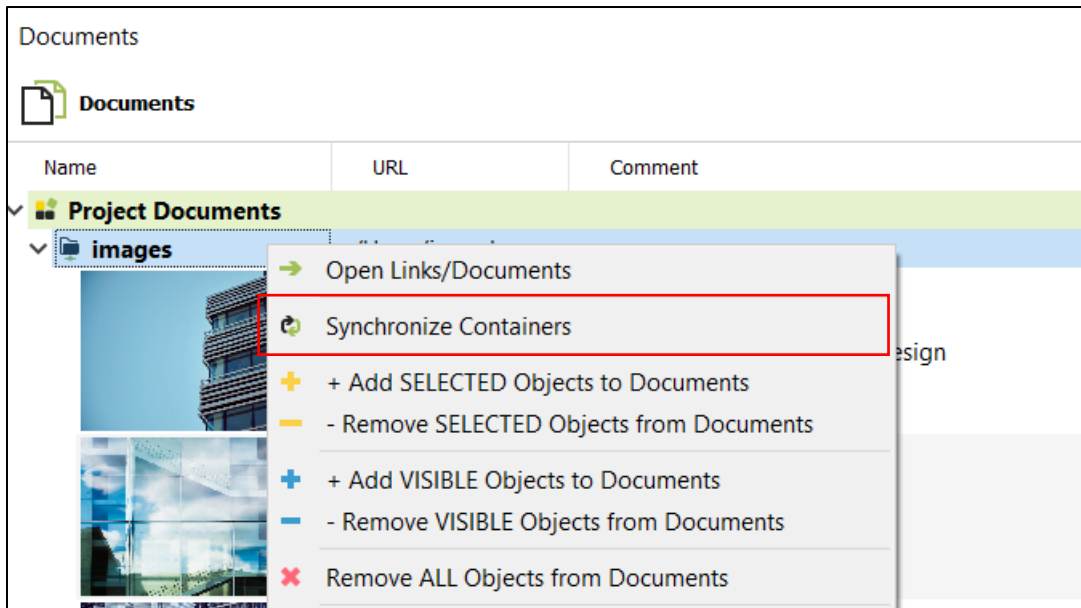 Documents
Documents
Name URL Comment
Project Documents
images
Open Links/Documents
Synchronize Containers
esign
+ Add SELECTED Objects to Documents
- Remove SELECTED Objects from Documents
+ Add VISIBLE Objects to Documents
- Remove VISIBLE Objects from Documents
Remove ALL Objects from Documents